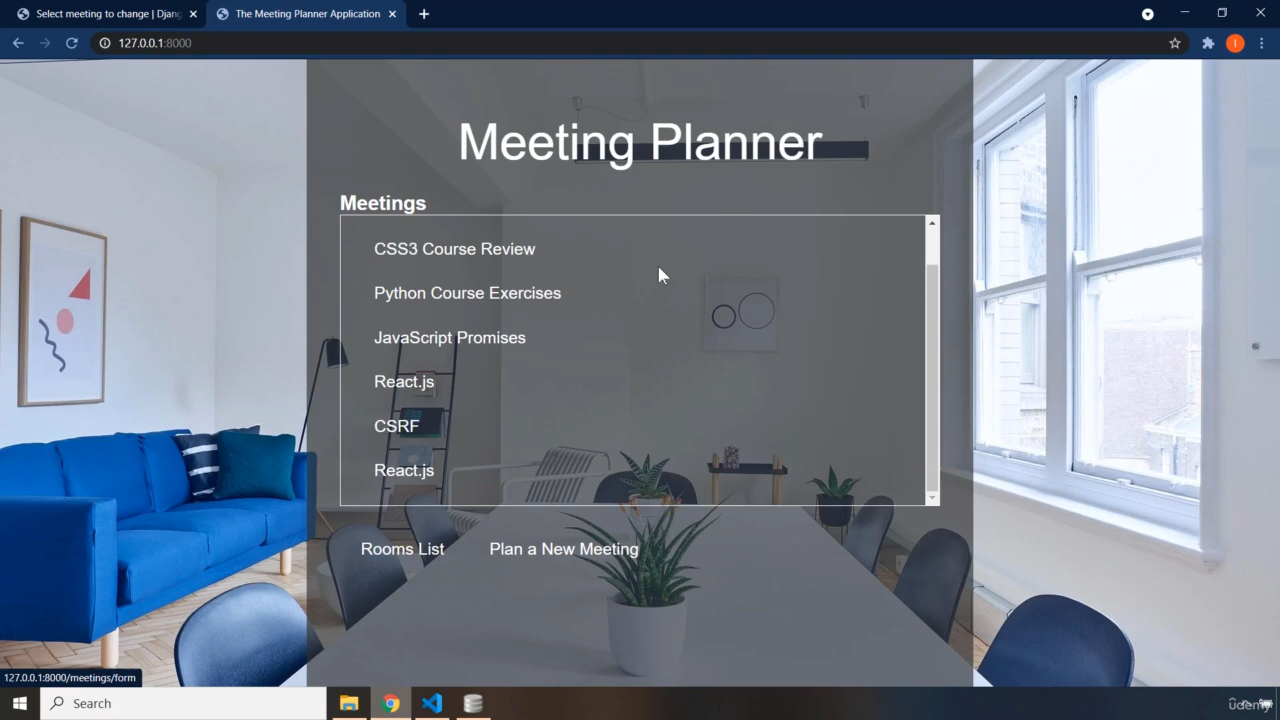 Select meeting to change | Djang
The Meeting Planner Application
127.0.0.1:8000
Meeting Planner
Meetings
CSS3 Course Review
Python Course Exercises
JavaScript Promises
React.js
CSRF
React.js
Rooms List
Plan a New Meeting
127.0.0.1:8000/meetings/form
Search
udemy